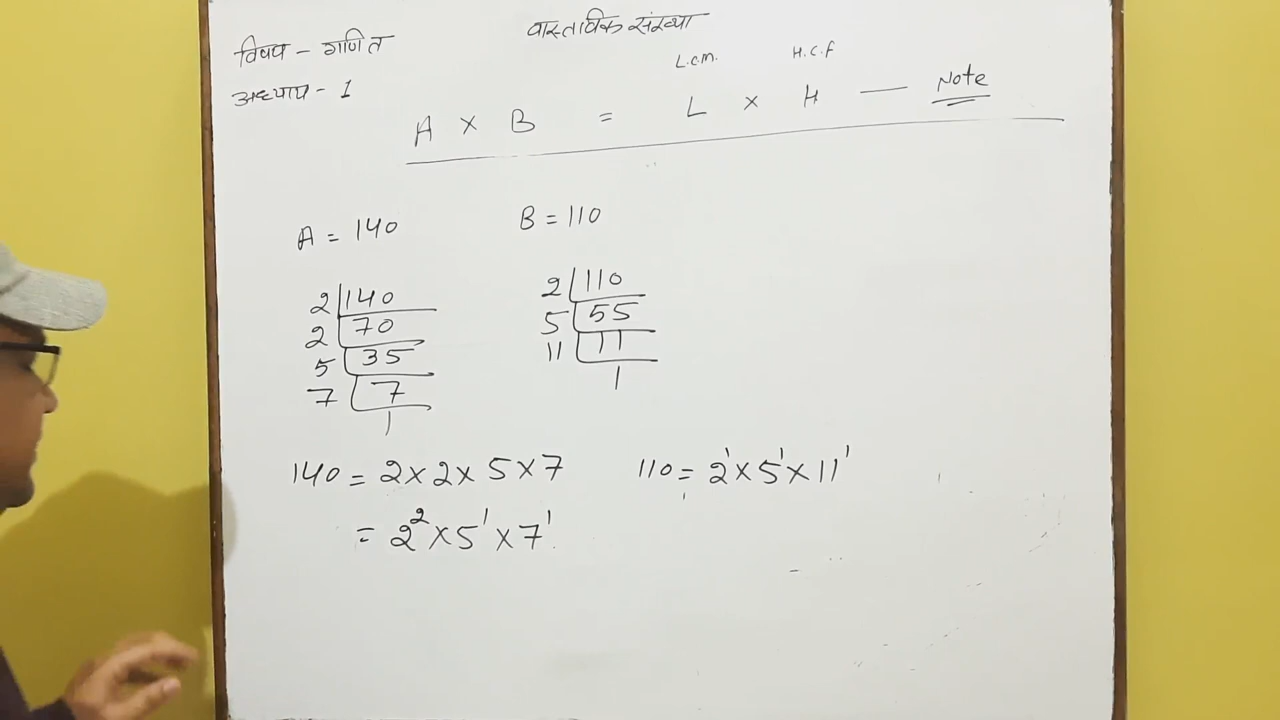 वास्तविक संख्या
विषय - गणित
अध्याय - 1
L.c.m. H.C.F
A × B = L × H — Note
A = 140 B = 110
2 | 140
2 | 70
5 | 35
7 | 7
1
2 | 110
5 | 55
11 | 11
1
140 = 2×2×5×7
= 2² × 5¹ × 7¹
110 = 2¹×5¹×11¹